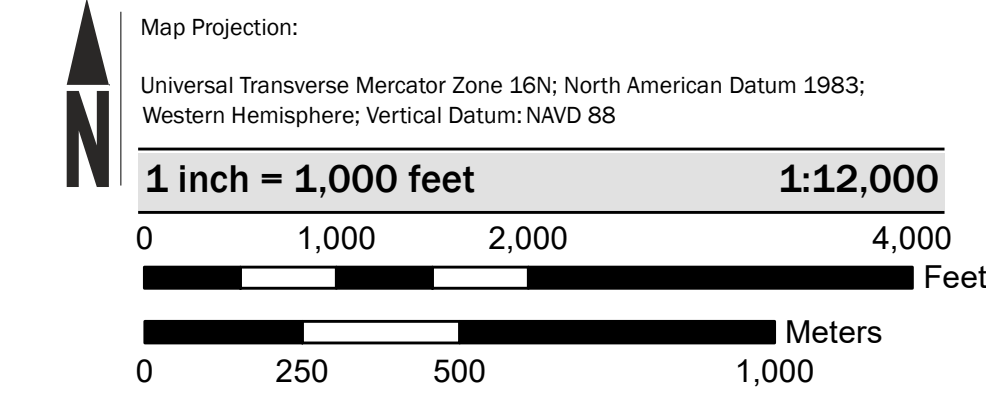 N
Map Projection:
Universal Transverse Mercator Zone 16N; North American Datum 1983;
Western Hemisphere; Vertical Datum: NAVD 88
1 inch = 1,000 feet 1:12,000
0 1,000 2,000 4,000
Feet
Meters
0 250 500 1,000